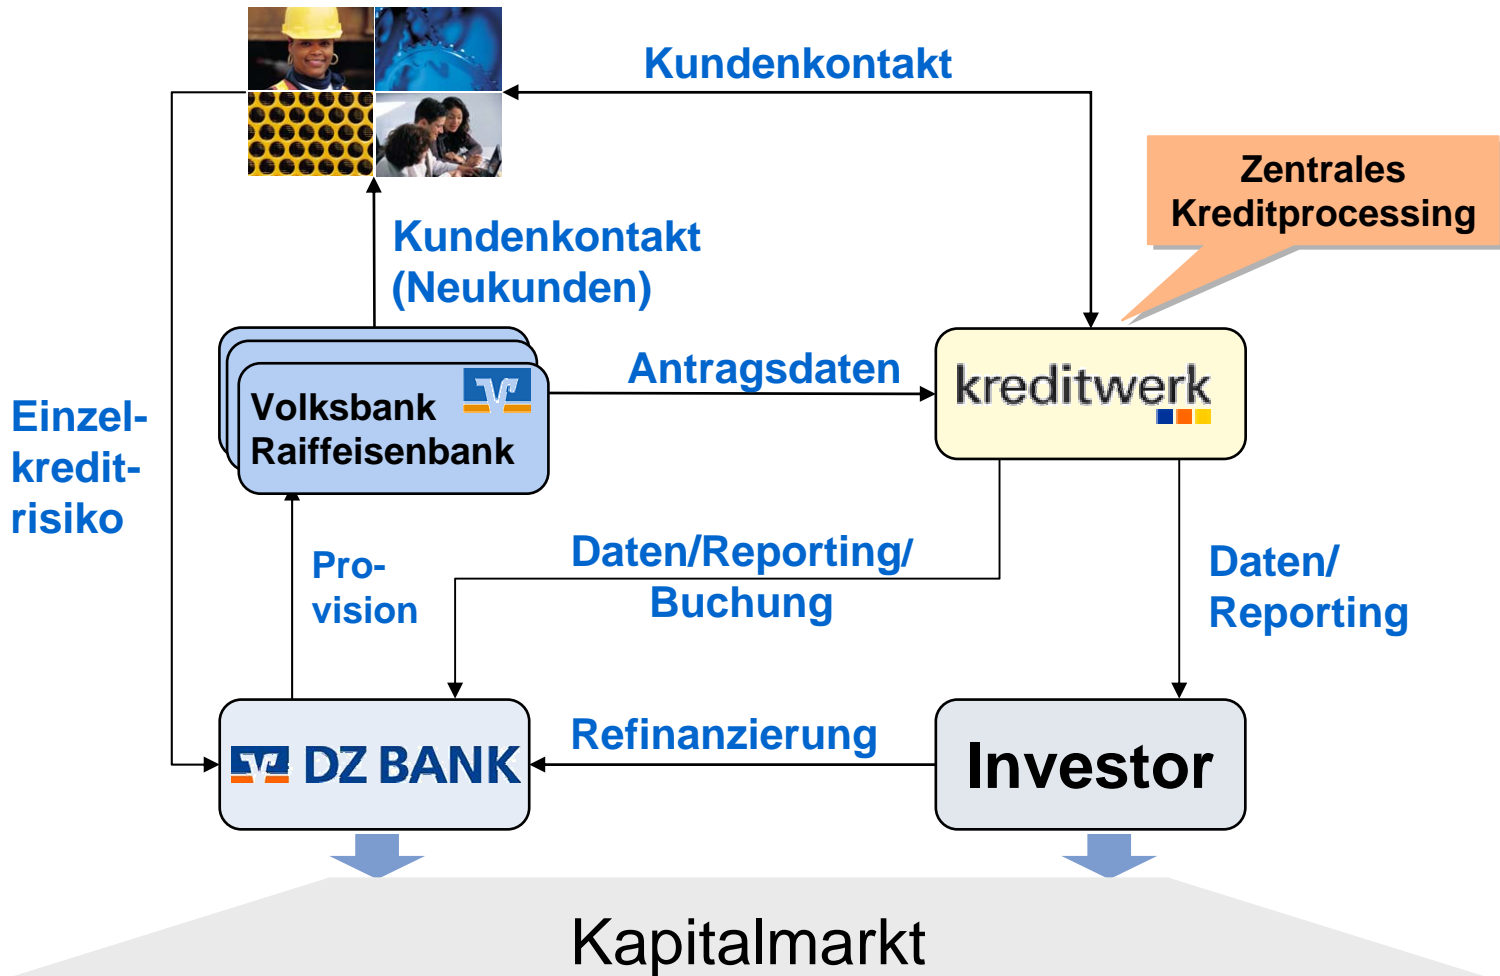 Kundenkontakt
Zentrales
Kreditprocessing
Kundenkontakt
(Neukunden)
Antragsdaten
kreditwerk
Volksbank
Raiffeisenbank
Einzel-
kredit-
risiko
Pro-
vision
Daten/Reporting/
Buchung
Daten/
Reporting
DZ BANK
Refinanzierung
Investor
Kapitalmarkt